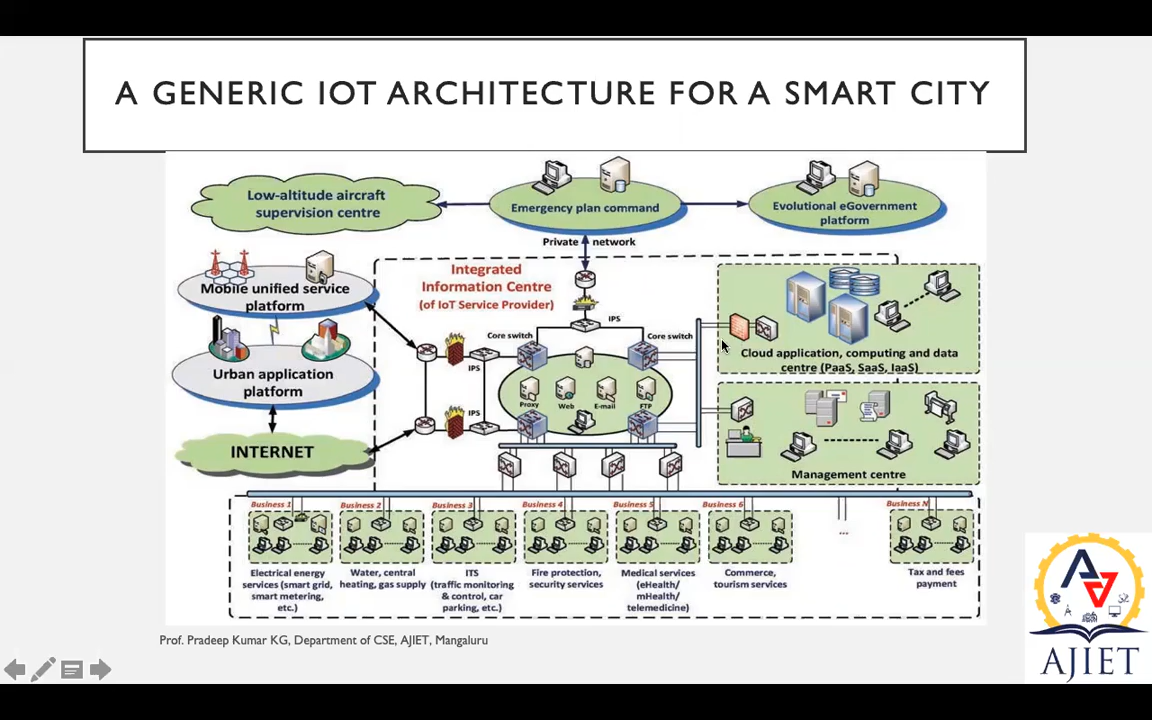 A GENERIC IOT ARCHITECTURE FOR A SMART CITY
Low-altitude aircraft
supervision centre
Emergency plan command
Evolutional eGovernment
platform
Private network
Mobile unified service
platform
Integrated
Information Centre
(of IoT Service Provider)
IPS
Core switch
Core switch
IPS
Cloud application, computing and data
centre (PaaS, SaaS, IaaS)
Urban application
platform
Proxy
Web
E-mail
FTP
IPS
INTERNET
Management centre
Business 1
Business 2
Business 3
Business 4
Business 5
Business 6
Business N
...
Electrical energy
services (smart grid,
smart metering,
etc.)
Water, central
heating, gas supply
ITS
(traffic monitoring
& control, car
parking, etc.)
Fire protection,
security services
Medical services
(eHealth/
mHealth/
telemedicine)
Commerce,
tourism services
Tax and fees
payment
Prof. Pradeep Kumar KG, Department of CSE, AJIET, Mangaluru
AJIET